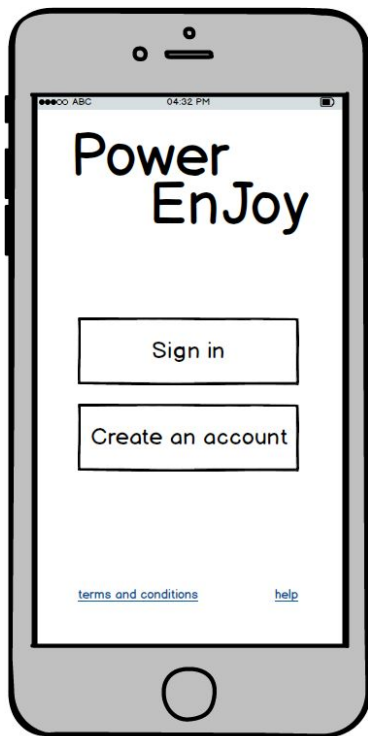 ABC 04:32 PM
Power
EnJoy
Sign in
Create an account
terms and conditions help